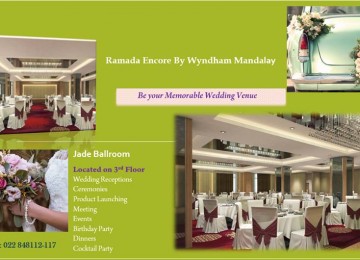 Ramada Encore By Wyndham Mandalay
Be your Memorable Wedding Venue
Jade Ballroom
Located on 3rd Floor
Wedding Receptions
Ceremonies
Product Launching
Meeting
Events
Birthday Party
Dinners
Cocktail Party
: 022 848112-117